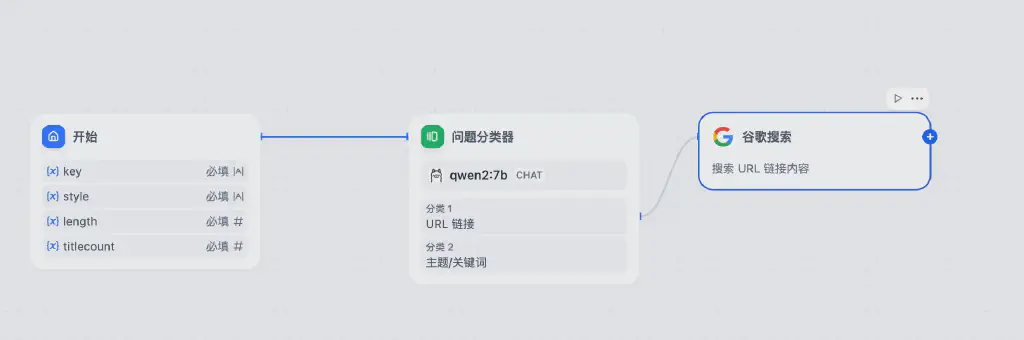 开始
{x} key 必填
{x} style 必填
{x} length 必填 #
{x} titlecount 必填 #
问题分类器
qwen2:7b CHAT
分类 1
URL 链接
分类 2
主题/关键词
谷歌搜索
搜索 URL 链接内容